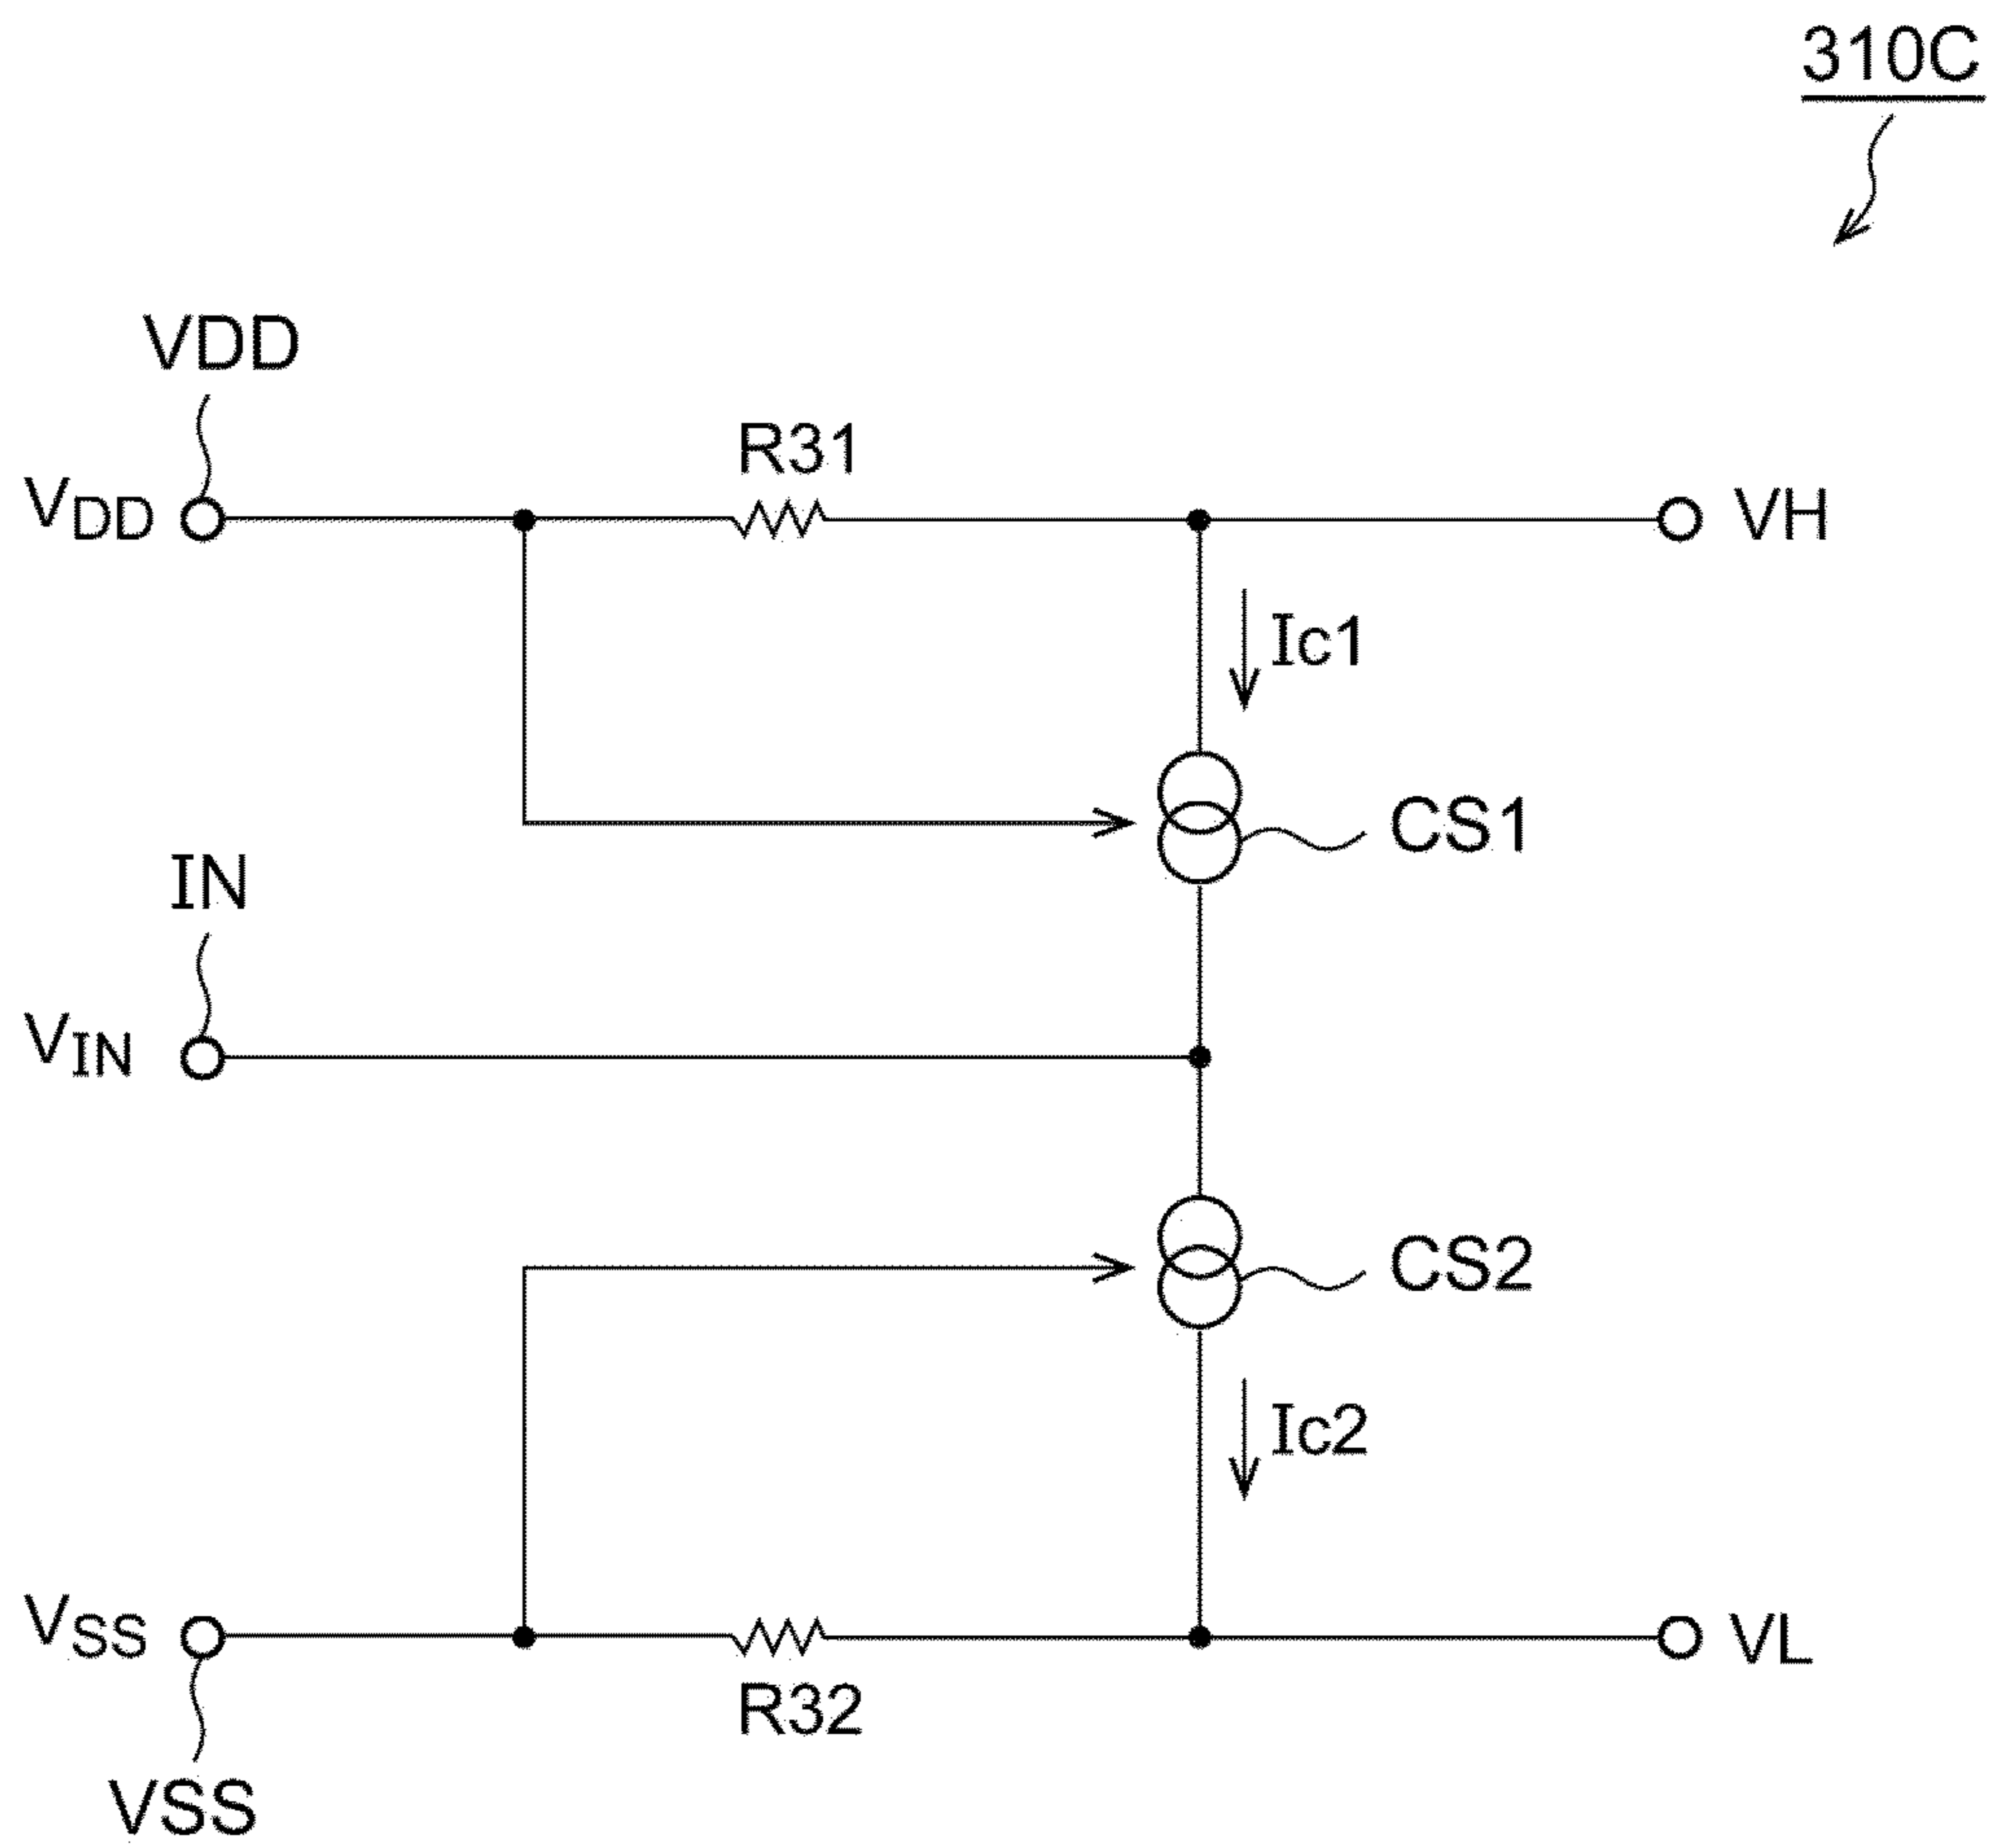 310C
VDD
R31
VDD
VH
Ic1
CS1
IN
VIN
CS2
Ic2
VSS
VL
R32
VSS